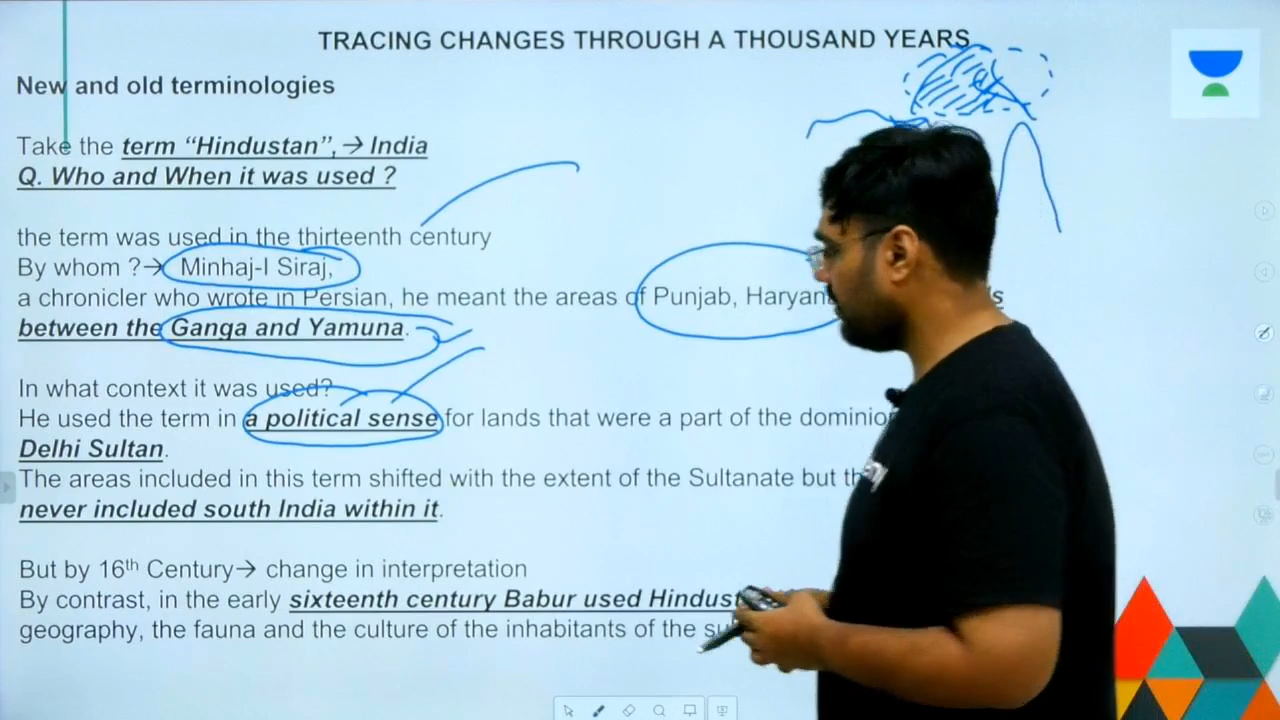 TRACING CHANGES THROUGH A THOUSAND YEARS
New and old terminologies
Take the term “Hindustan”,→ India
Q. Who and When it was used ?
the term was used in the thirteenth century
By whom ?→ Minhaj-I Siraj,
a chronicler who wrote in Persian, he meant the areas of Punjab,
between the Ganga and Yamuna.
In what context it was used?
He used the term in a political sense for lands that were a part of the
Delhi Sultan.
The areas included in this term shifted with the extent of the Sultanate but
never included south India within it.
But by 16th Century→ change in interpretation
By contrast, in the early sixteenth century Babur used
geography, the fauna and the culture of the inhabitants of the